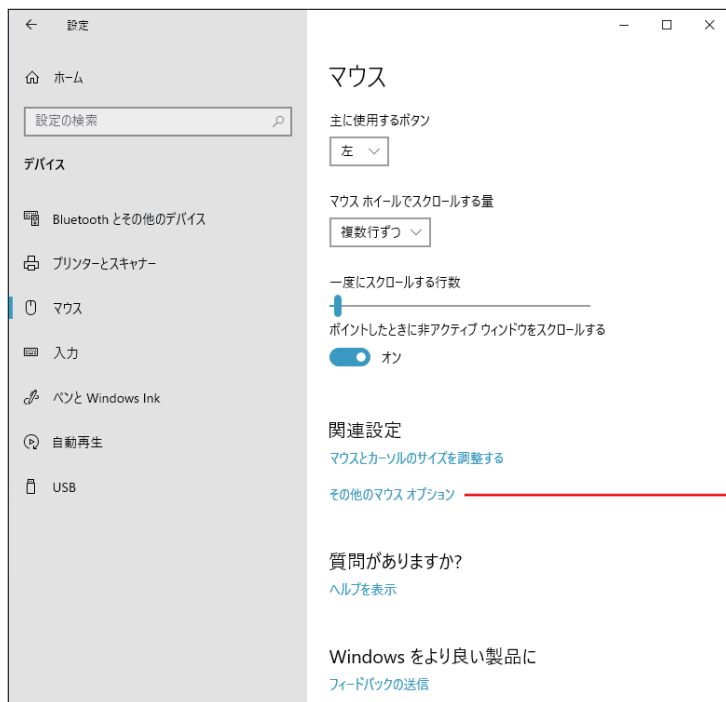 設定
ホーム
設定の検索
デバイス
Bluetooth とその他のデバイス
プリンターとスキャナー
マウス
入力
ペンと Windows Ink
自動再生
USB
マウス
主に使用するボタン
左
マウス ホイールでスクロールする量
複数行ずつ
一度にスクロールする行数
ポイントしたときに非アクティブ ウィンドウをスクロールする
オン
関連設定
マウスとカーソルのサイズを調整する
その他のマウス オプション
質問がありますか?
ヘルプを表示
Windows をより良い製品に
フィードバックの送信